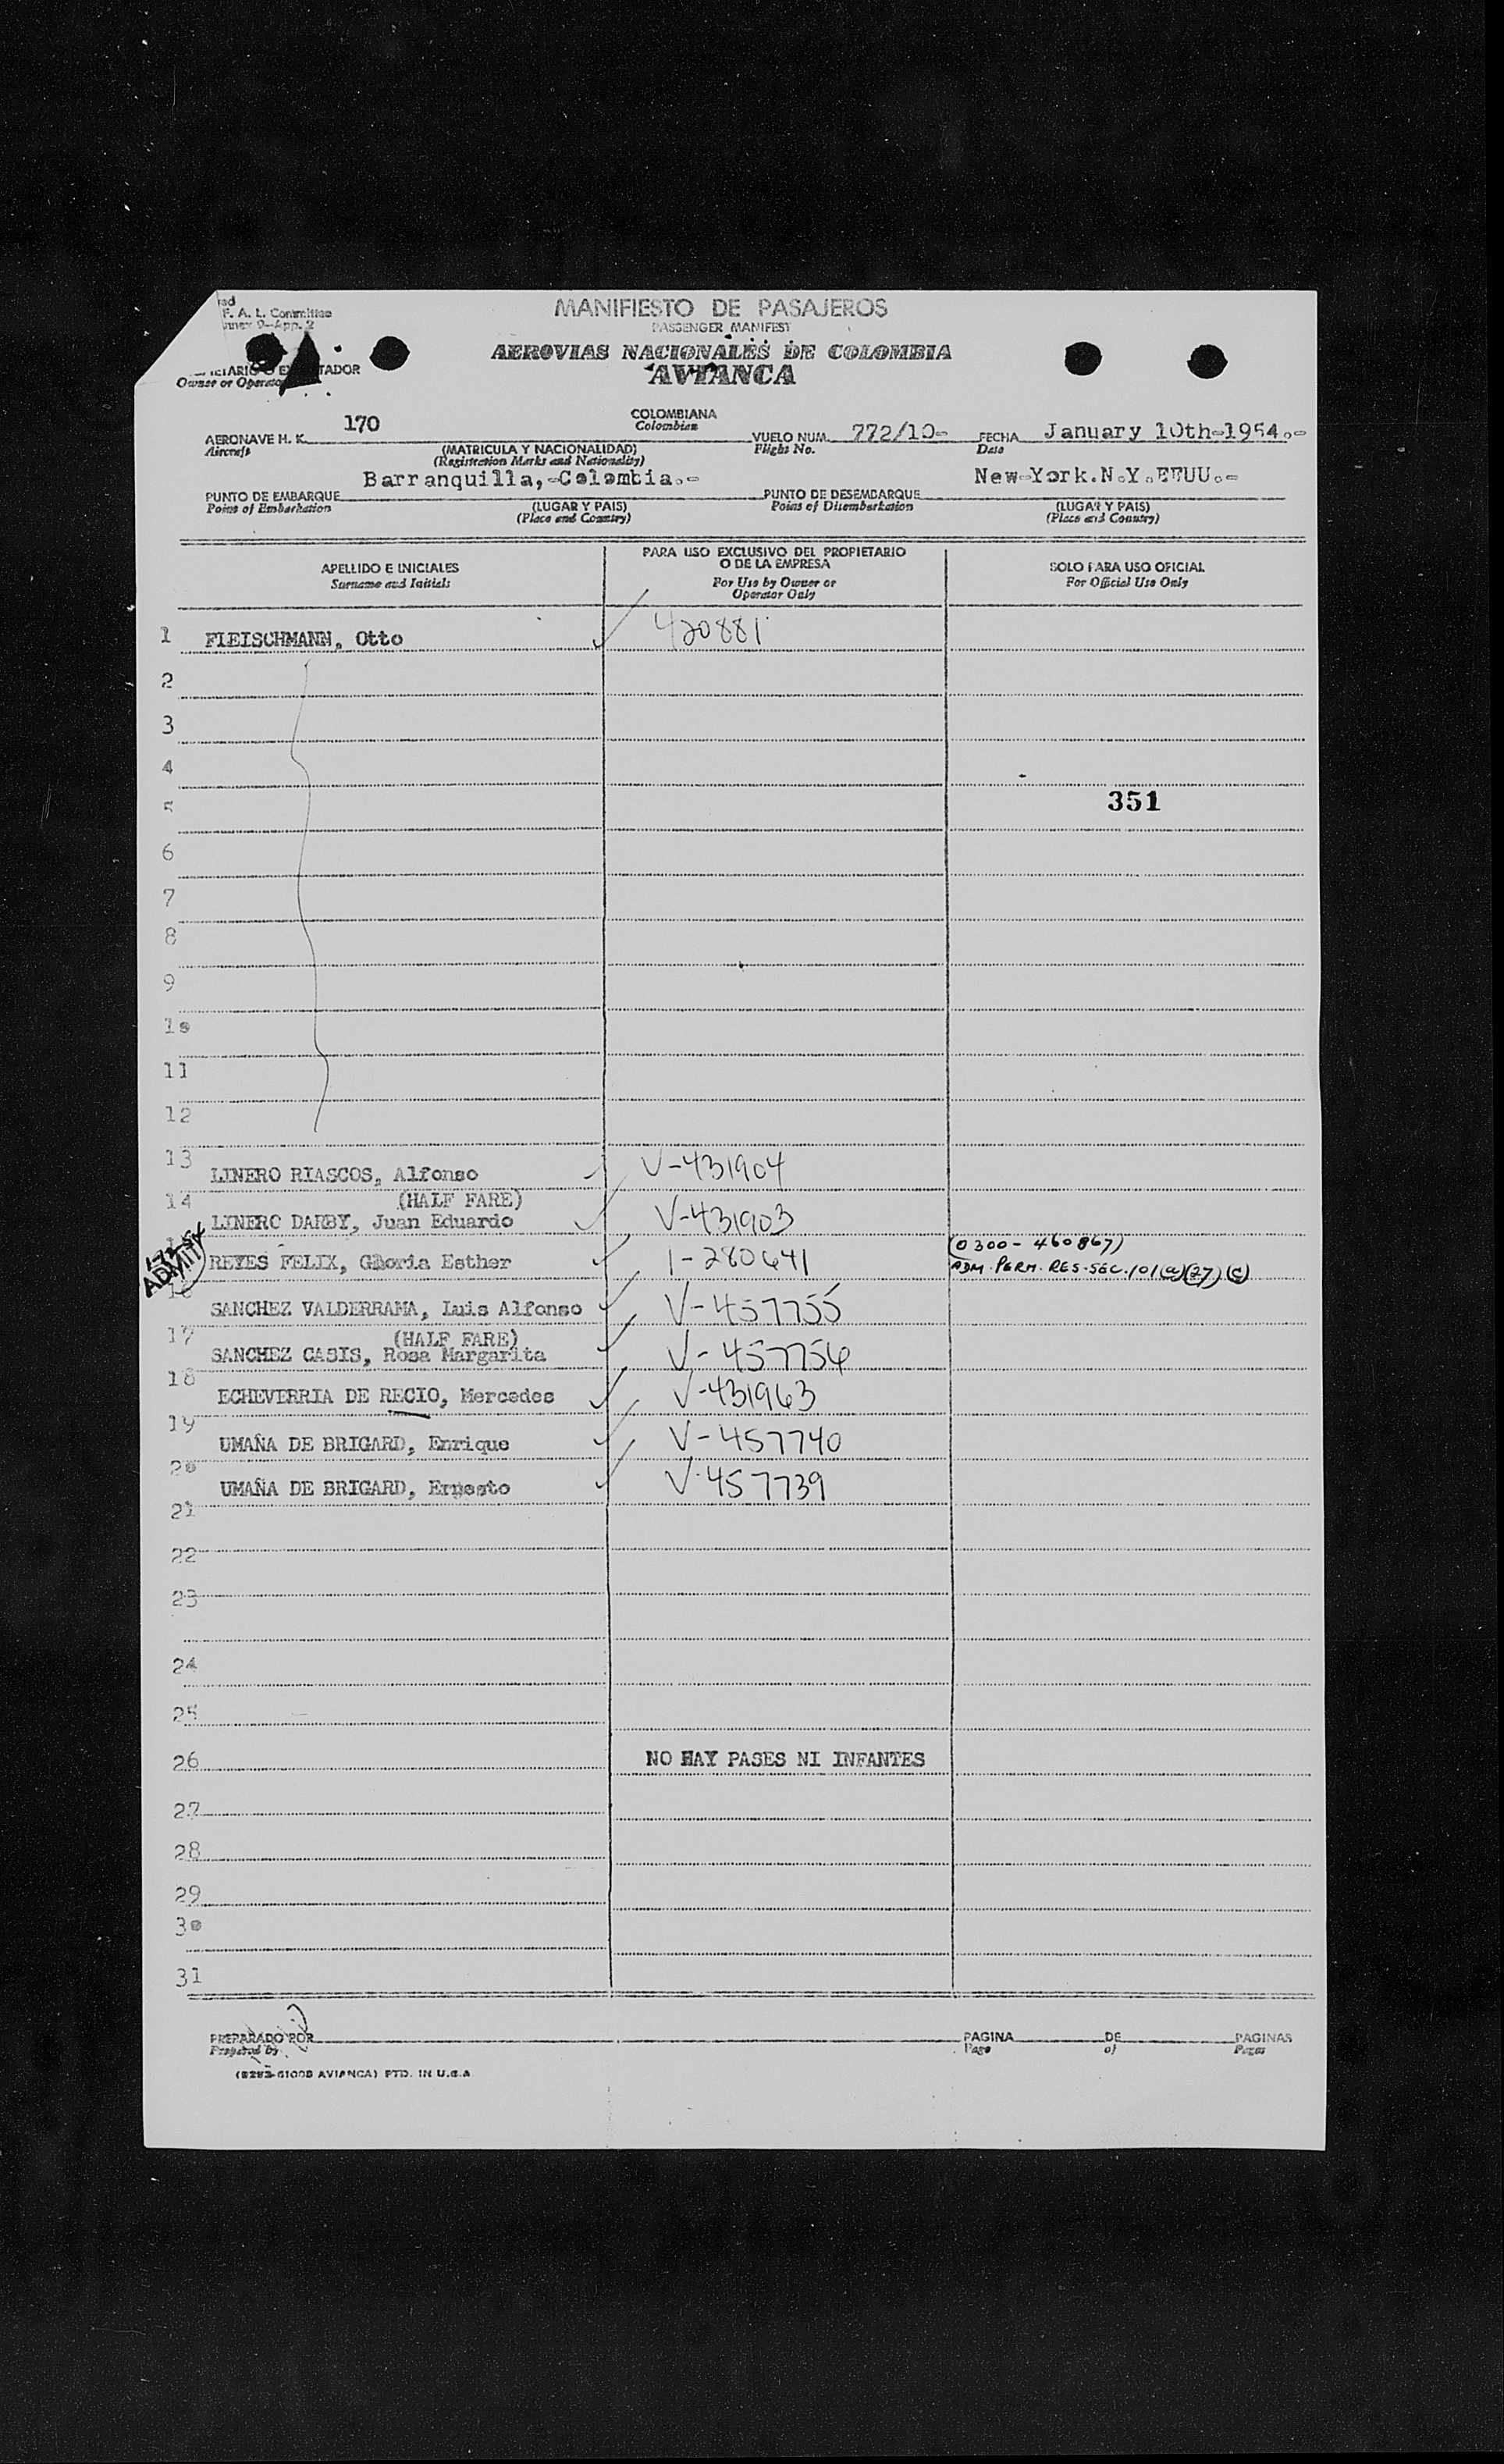 MANIFIESTO DE PASAJEROS
F. A. L. Committee
PASSENGER MANIFEST
AEROVIAS NACIONALES DE COLOMBIA
AVIANCA
Owner or Operator
170
COLOMBIANA
Colombian
AERONAVE H. K.
Aircraft
(MATRICULA Y NACIONALIDAD)
(Registration Marks and Nationality)
VUELO NUM. 772/10-
Flight No.
FECHA January 10th-1954.-
Date
Barranquilla,-Colombia.-
New-York.N.Y.EEUU.-
PUNTO DE EMBARQUE
Point of Embarkation
(LUGAR Y PAIS)
(Place and Country)
PUNTO DE DESEMBARQUE
Point of Disembarkation
(LUGAR Y PAIS)
(Place and Country)
APELLIDO E INICIALES
Surname and Initials
PARA USO EXCLUSIVO DEL PROPIETARIO
O DE LA EMPRESA
For Use by Owner or
Operator Only
SOLO PARA USO OFICIAL
For Official Use Only
1 FLEISCHMANN, Otto 420881
2
3
4
5 351
6
7
8
9
10
11
12
13
LINERO RIASCOS, Alfonso V-431904
14 (HALF FARE)
LINERO DARBY, Juan Eduardo V-431903
ADMIT
REYES FELIX, Gloria Esther 1-280641 (0300-460867)
ADM. PERM. RES. SEC. 101(a)(27)(C)
16
SANCHEZ VALDERRAMA, Luis Alfonso V-457755
17 (HALF FARE)
SANCHEZ CASIS, Rosa Margarita V-457756
18
ECHEVERRIA DE RECIO, Mercedes V-431963
19
UMAÑA DE BRIGARD, Enrique V-457740
20
UMAÑA DE BRIGARD, Ernesto V-457739
21
22
23
24
25
26 NO HAY PASES NI INFANTES
27
28
29
30
31
PREPARADO POR
Prepared by
PAGINA DE PAGINAS
Page of Pages